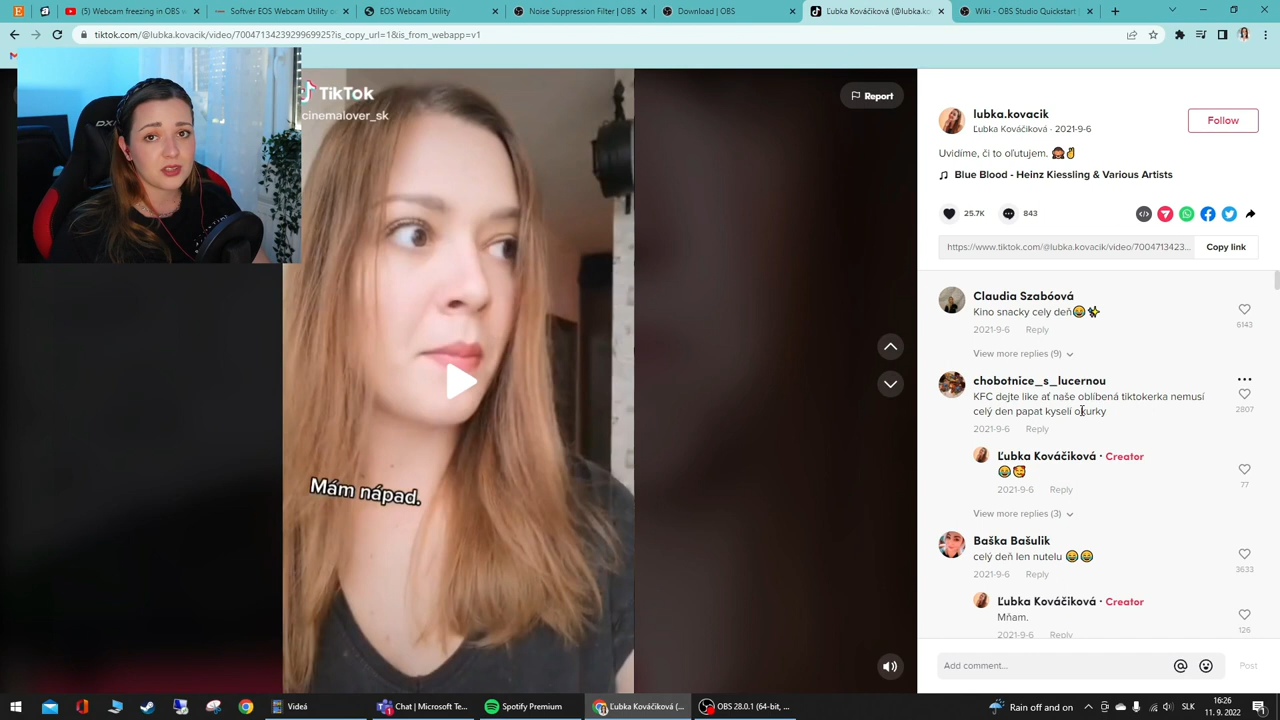 (5) Webcam freezing in OBS v
Softvér EOS Webcam Utility o
EOS Webcam Utility
Noise Suppression Filter | OBS
Download | OBS
Ľubka Kováčiková (@lubka.ko
Wiki - OBS Studio Quickstart
tiktok.com/@lubka.kovacik/video/7004713423929969925?is_copy_url=1&is_from_webapp=v1
TikTok
cinemalover_sk
Report
Mám nápad.
lubka.kovacik
Ľubka Kováčiková · 2021-9-6
Follow
Uvidíme, či to oľutujem. 🙈✌
Blue Blood - Heinz Kiessling & Various Artists
25.7K 843
https://www.tiktok.com/@lubka.kovacik/video/7004713423... Copy link
Claudia Szabóová
Kino snacky cely deň😂✨
6143
2021-9-6 Reply
View more replies (9)
chobotnice_s_lucernou
KFC dejte like ať naše oblíbená tiktokerka nemusí
celý den papat kyselí okurky
2807
2021-9-6 Reply
Ľubka Kováčiková · Creator
😂🥰
77
2021-9-6 Reply
View more replies (3)
Baška Bašulik
celý deň len nutelu 😂😂
3633
2021-9-6 Reply
Ľubka Kováčiková · Creator
Mňam.
126
2021-9-6 Reply
Add comment... Post
Videá
Chat | Microsoft Te...
Spotify Premium
Ľubka Kováčiková (...
OBS 28.0.1 (64-bit, ...
Rain off and on
SLK
16:26
11. 9. 2022